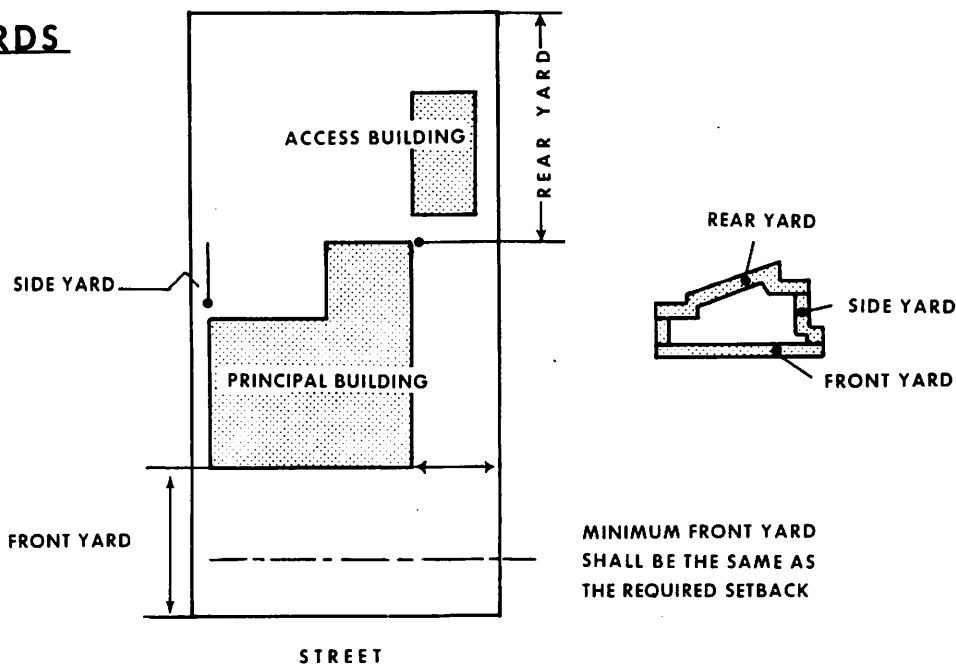 RDS
ACCESS BUILDING
REAR YARD
REAR YARD
SIDE YARD
SIDE YARD
PRINCIPAL BUILDING
FRONT YARD
FRONT YARD
MINIMUM FRONT YARD
SHALL BE THE SAME AS
THE REQUIRED SETBACK
STREET